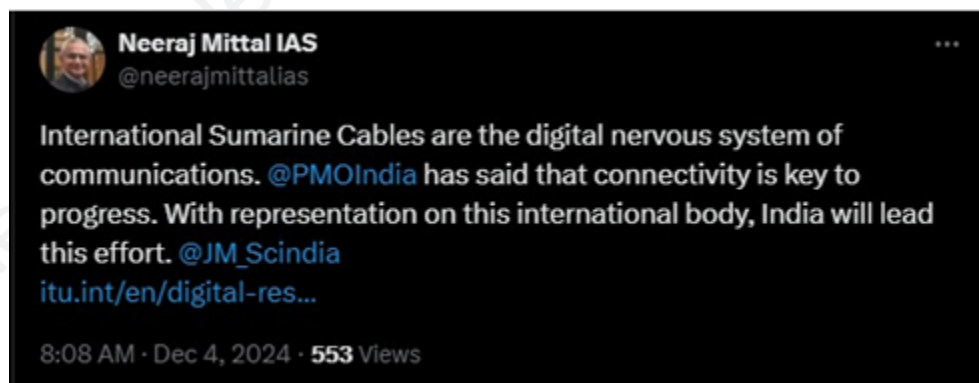 Neeraj Mittal IAS
@neerajmittalias
International Sumarine Cables are the digital nervous system of
communications. @PMOIndia has said that connectivity is key to
progress. With representation on this international body, India will lead
this effort. @JM_Scindia
itu.int/en/digital-res...
8:08 AM · Dec 4, 2024 · 553 Views